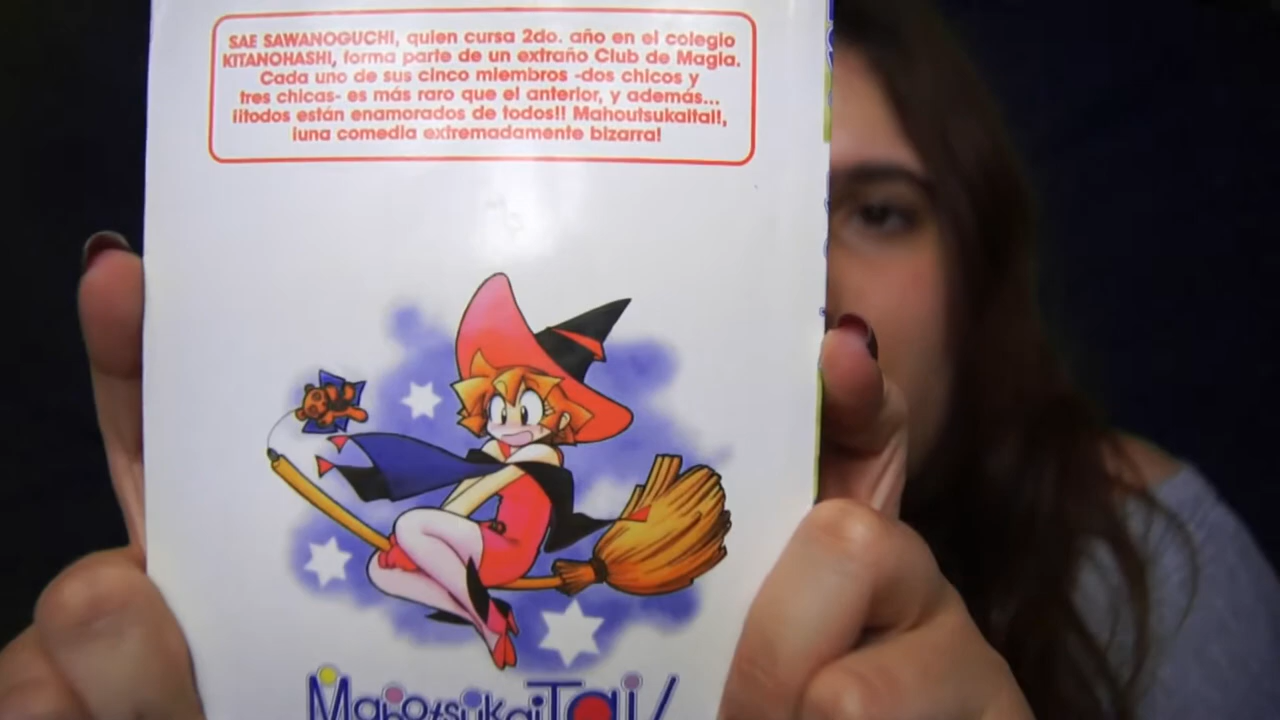 SAE SAWANOGUCHI, quien cursa 2do. año en el colegio
KITANOHASHI, forma parte de un extraño Club de Magia.
Cada uno de sus cinco miembros -dos chicos y
tres chicas- es más raro que el anterior, y además...
¡¡todos están enamorados de todos!! Mahoutsukaitai!,
¡una comedia extremadamente bizarra!
MahotsukaiTai!